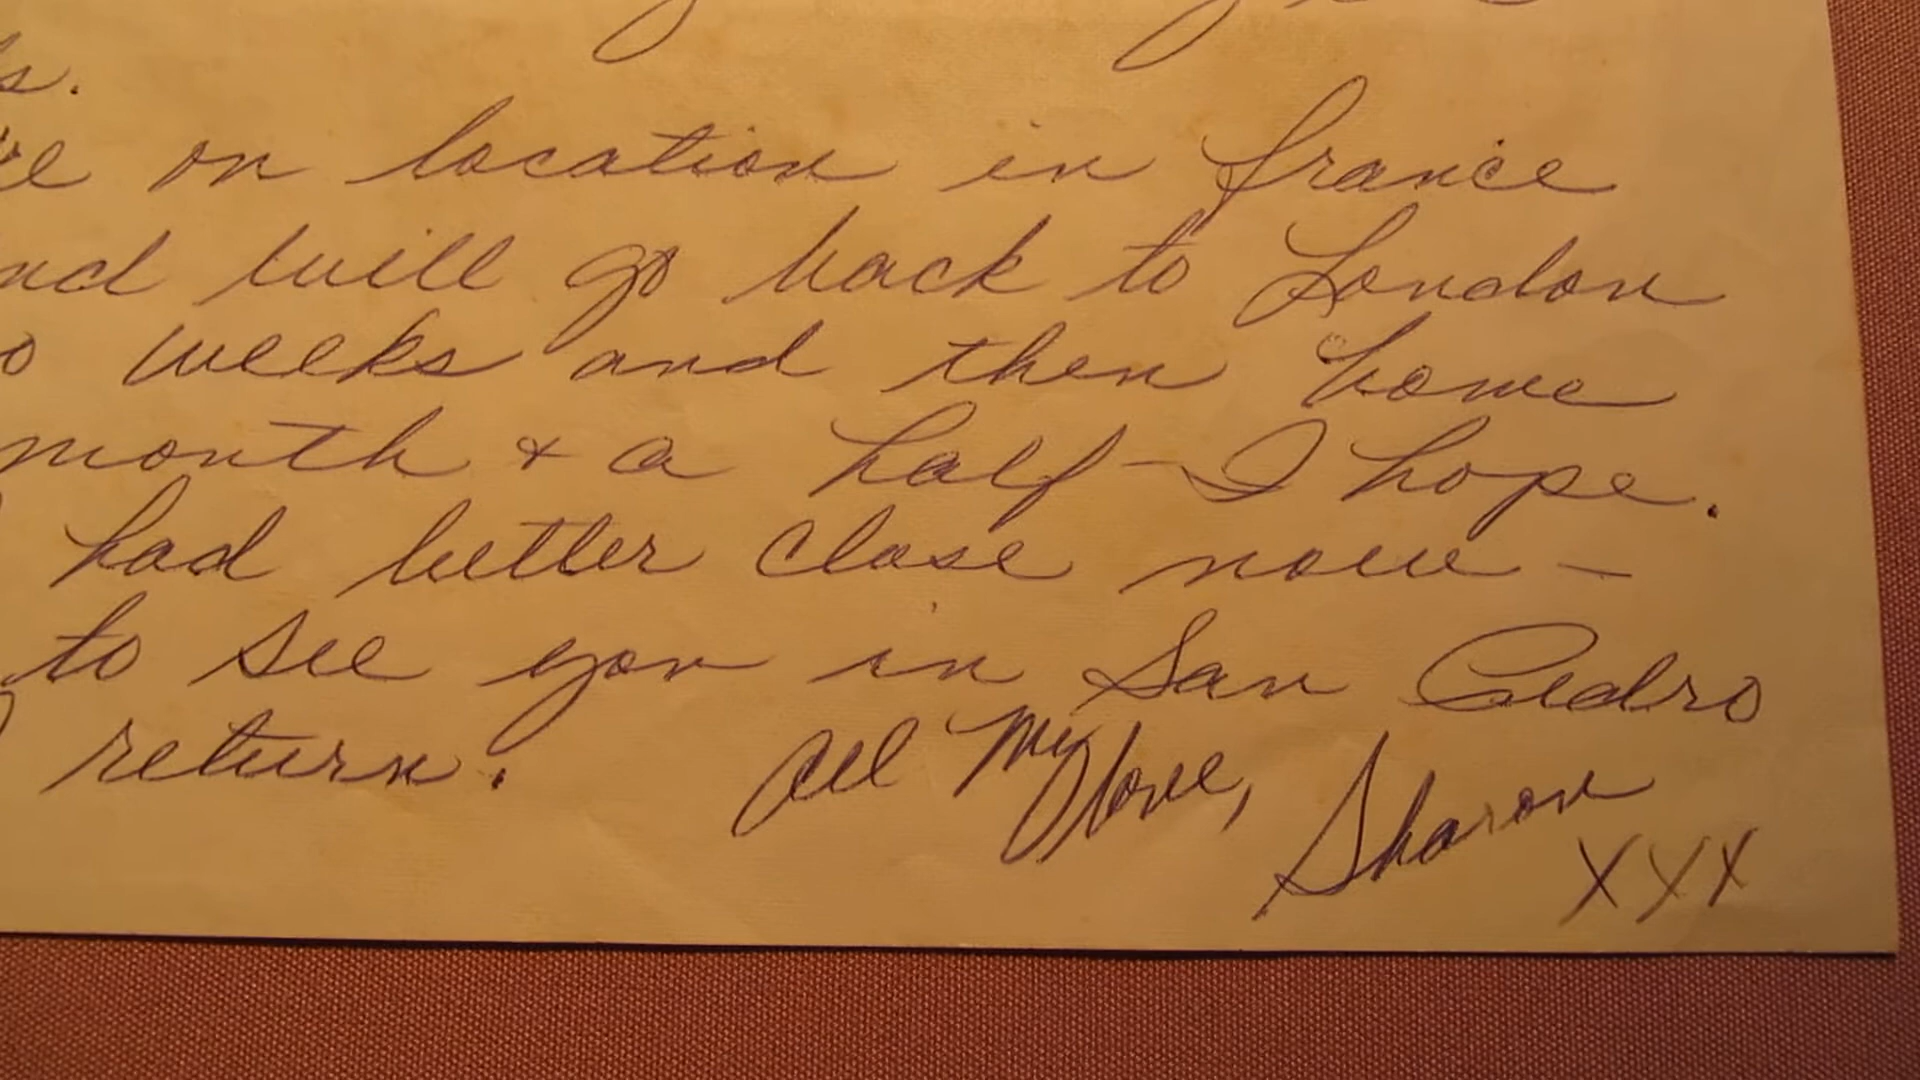 s.
on location in france
nd will go back to London
o weeks and then home
month & a half - I hope.
had better close now -
to see you in San Pedro
return. All my love,
Sharon
XXX